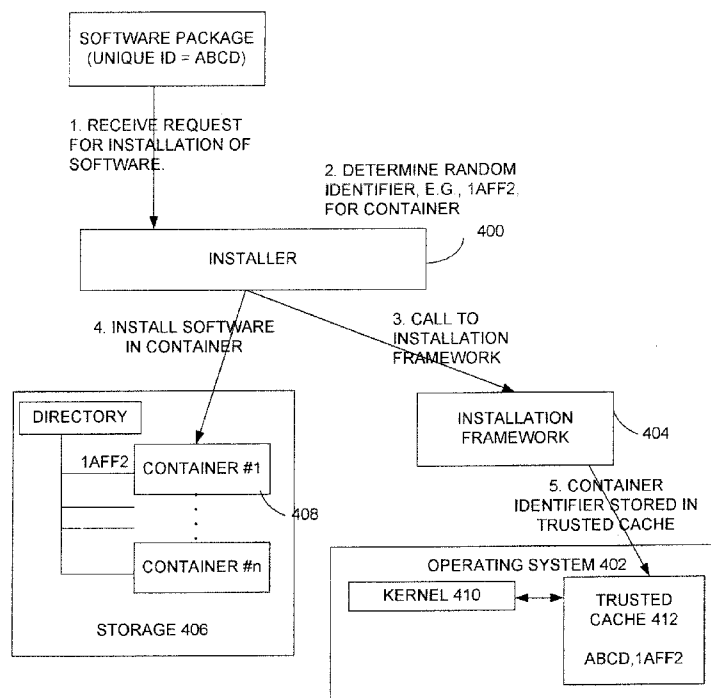 SOFTWARE PACKAGE
(UNIQUE ID = ABCD)
1. RECEIVE REQUEST
FOR INSTALLATION OF
SOFTWARE.
2. DETERMINE RANDOM
IDENTIFIER, E.G., 1AFF2,
FOR CONTAINER
400
INSTALLER
4. INSTALL SOFTWARE
IN CONTAINER
3. CALL TO
INSTALLATION
FRAMEWORK
DIRECTORY
1AFF2
CONTAINER #1
408
CONTAINER #n
STORAGE 406
INSTALLATION
FRAMEWORK
404
5. CONTAINER
IDENTIFIER STORED IN
TRUSTED CACHE
OPERATING SYSTEM 402
KERNEL 410
TRUSTED
CACHE 412
ABCD,1AFF2